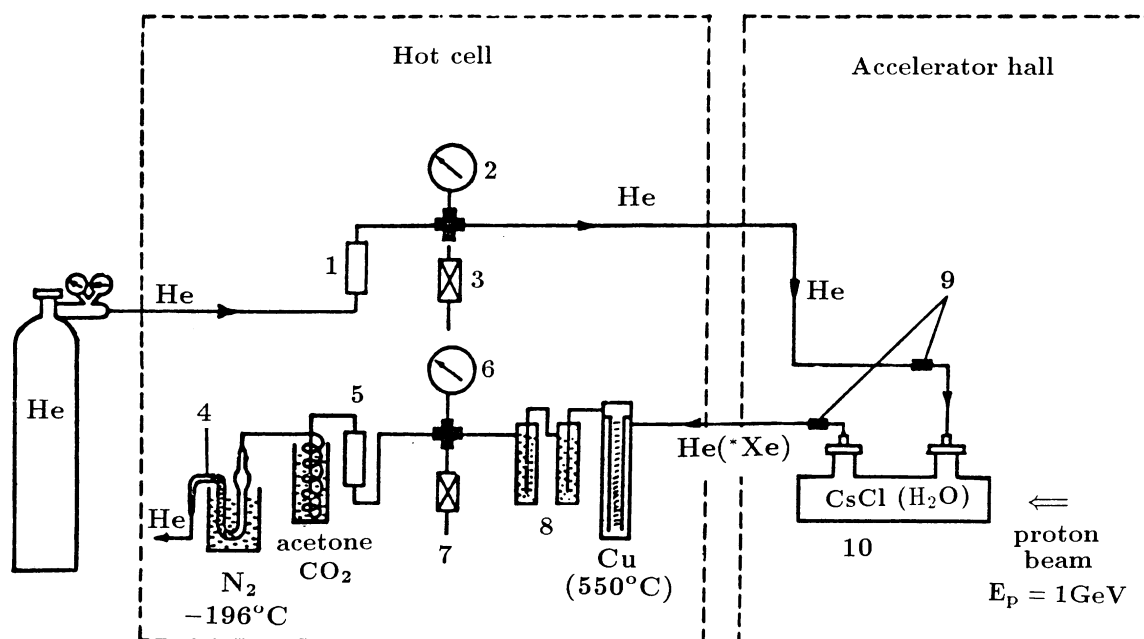 Hot cell
Accelerator hall
2
He
1
3
He
He
9
6
5
He
4
He(*Xe)
CsCl (H₂O)
He
8
7
10
acetone
CO₂
Cu
(550°C)
N₂
−196°C
proton
beam
Eₚ = 1GeV